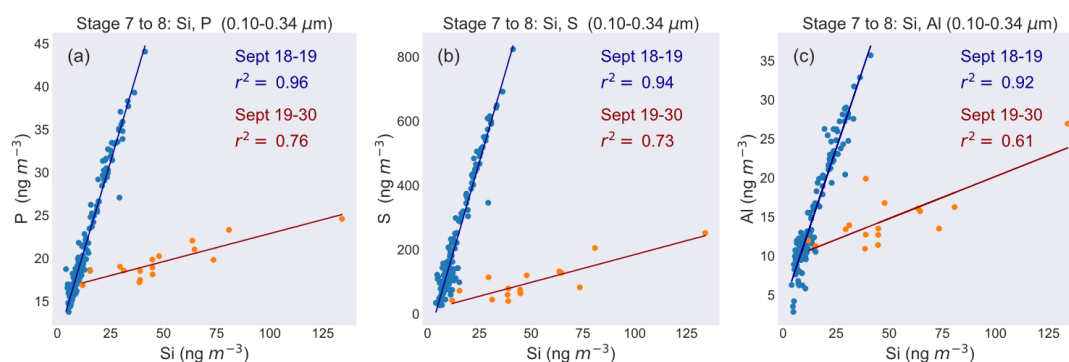 Stage 7 to 8: Si, P (0.10-0.34 μm)
(a)
Sept 18-19
r² = 0.96
Sept 19-30
r² = 0.76
45
40
35
30
25
20
15
P (ng m⁻³)
0 25 50 75 100 125
Si (ng m⁻³)
Stage 7 to 8: Si, S (0.10-0.34 μm)
(b)
Sept 18-19
r² = 0.94
Sept 19-30
r² = 0.73
800
600
400
200
0
S (ng m⁻³)
0 25 50 75 100 125
Si (ng m⁻³)
Stage 7 to 8: Si, Al (0.10-0.34 μm)
(c)
Sept 18-19
r² = 0.92
Sept 19-30
r² = 0.61
35
30
25
20
15
10
5
Al (ng m⁻³)
0 25 50 75 100 125
Si (ng m⁻³)